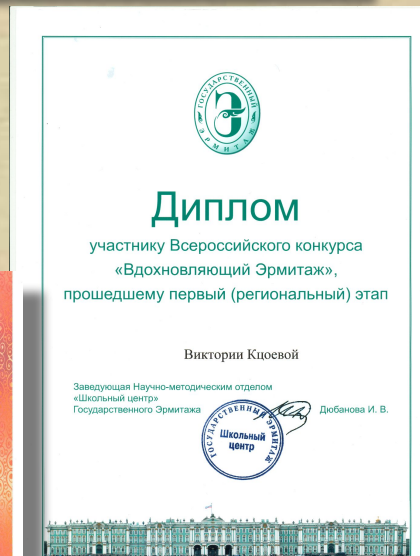 ГОСУДАРСТВЕННЫЙ
Э
ЭРМИТАЖ
Диплом
участнику Всероссийского конкурса
«Вдохновляющий Эрмитаж»,
прошедшему первый (региональный) этап
Виктории Кцоевой
Заведующая Научно-методическим отделом
«Школьный центр»
Государственного Эрмитажа Дюбанова И. В.
ГОСУДАРСТВЕННЫЙ ЭРМИТАЖ
Школьный
центр